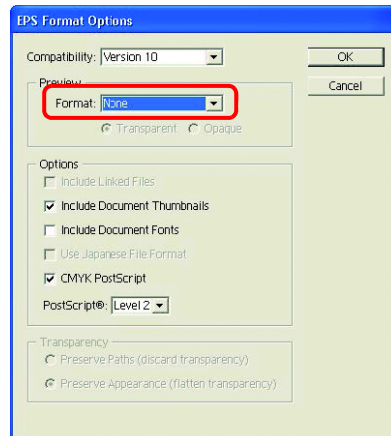 EPS Format Options
Compatibility: Version 10
OK
Preview
Cancel
Format: None
Transparent Opaque
Options
Include Linked Files
Include Document Thumbnails
Include Document Fonts
Use Japanese File Format
CMYK PostScript
PostScript®: Level 2
Transparency
Preserve Paths (discard transparency)
Preserve Appearance (flatten transparency)